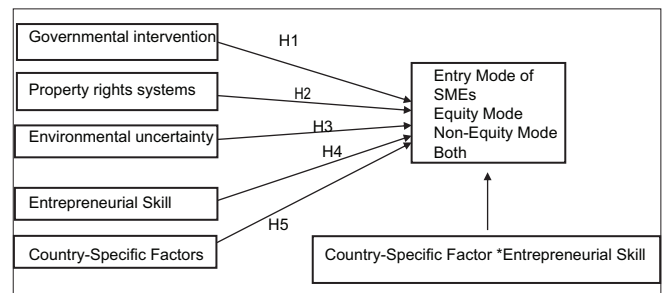 Governmental intervention
H1
Property rights systems
H2
Environmental uncertainty
H3
H4
Entrepreneurial Skill
H5
Country-Specific Factors
Entry Mode of
SMEs
Equity Mode
Non-Equity Mode
Both
Country-Specific Factor *Entrepreneurial Skill